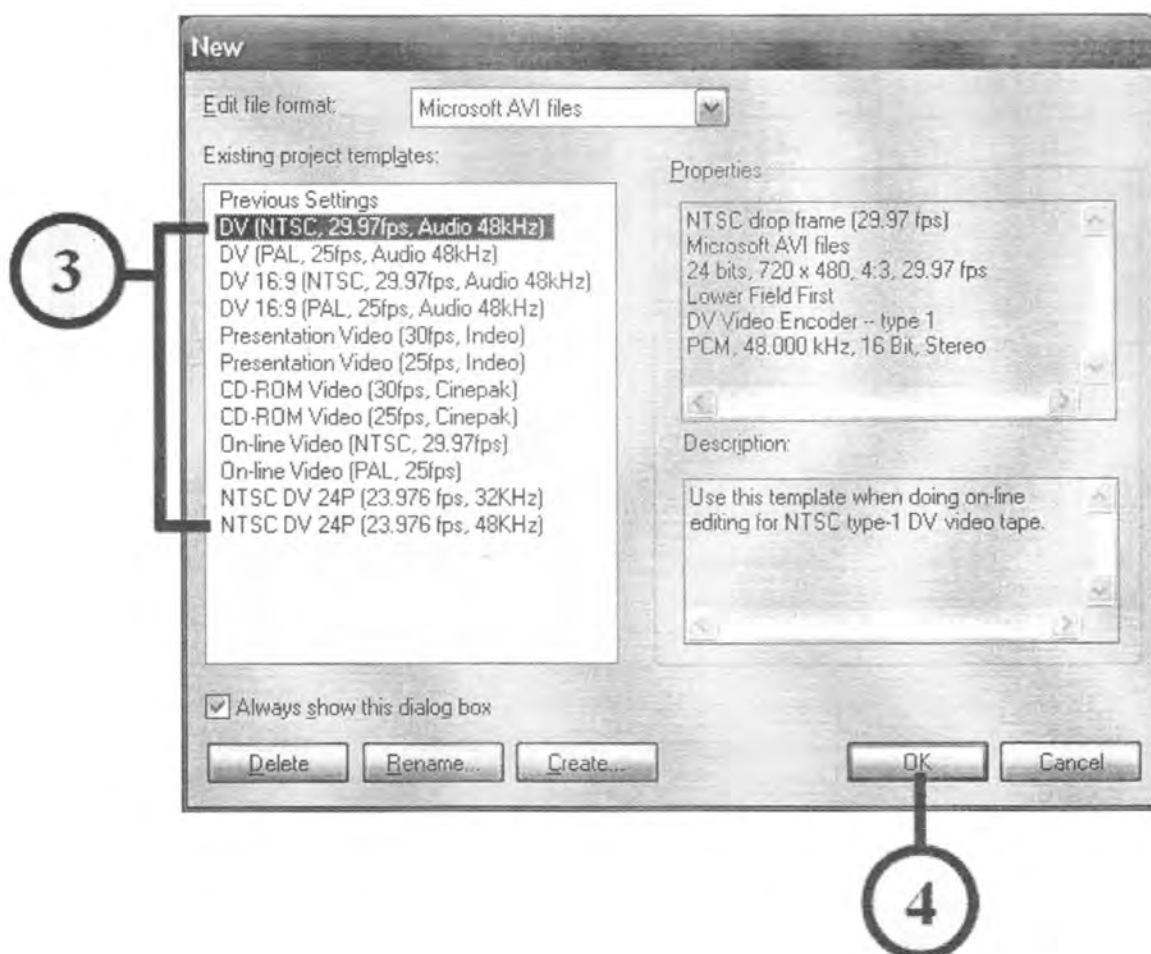 New
Edit file format:
Microsoft AVI files
Existing project templates:
Previous Settings
DV (NTSC, 29.97fps, Audio 48kHz)
DV (PAL, 25fps, Audio 48kHz)
DV 16:9 (NTSC, 29.97fps, Audio 48kHz)
DV 16:9 (PAL, 25fps, Audio 48kHz)
Presentation Video (30fps, Indeo)
Presentation Video (25fps, Indeo)
CD-ROM Video (30fps, Cinepak)
CD-ROM Video (25fps, Cinepak)
On-line Video (NTSC, 29.97fps)
On-line Video (PAL, 25fps)
NTSC DV 24P (23.976 fps, 32KHz)
NTSC DV 24P (23.976 fps, 48KHz)
3
Properties
NTSC drop frame (29.97 fps)
Microsoft AVI files
24 bits, 720 x 480, 4:3, 29.97 fps
Lower Field First
DV Video Encoder -- type 1
PCM, 48.000 kHz, 16 Bit, Stereo
Description:
Use this template when doing on-line
editing for NTSC type-1 DV video tape.
Always show this dialog box
Delete
Rename...
Create...
OK
Cancel
4